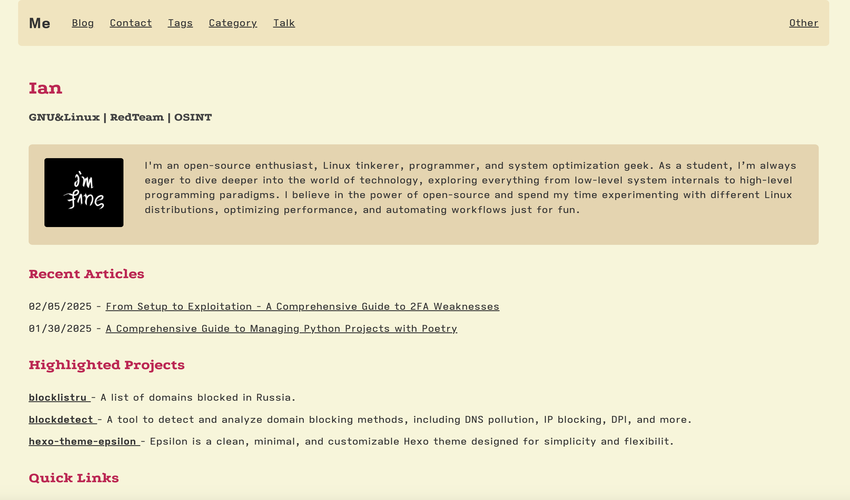 Me Blog Contact Tags Category Talk Other
Ian
GNU&Linux | RedTeam | OSINT
i'm
fine
I'm an open-source enthusiast, Linux tinkerer, programmer, and system optimization geek. As a student, I'm always
eager to dive deeper into the world of technology, exploring everything from low-level system internals to high-level
programming paradigms. I believe in the power of open-source and spend my time experimenting with different Linux
distributions, optimizing performance, and automating workflows just for fun.
Recent Articles
02/05/2025 - From Setup to Exploitation - A Comprehensive Guide to 2FA Weaknesses
01/30/2025 - A Comprehensive Guide to Managing Python Projects with Poetry
Highlighted Projects
blocklistru - A list of domains blocked in Russia.
blockdetect - A tool to detect and analyze domain blocking methods, including DNS pollution, IP blocking, DPI, and more.
hexo-theme-epsilon - Epsilon is a clean, minimal, and customizable Hexo theme designed for simplicity and flexibilit.
Quick Links